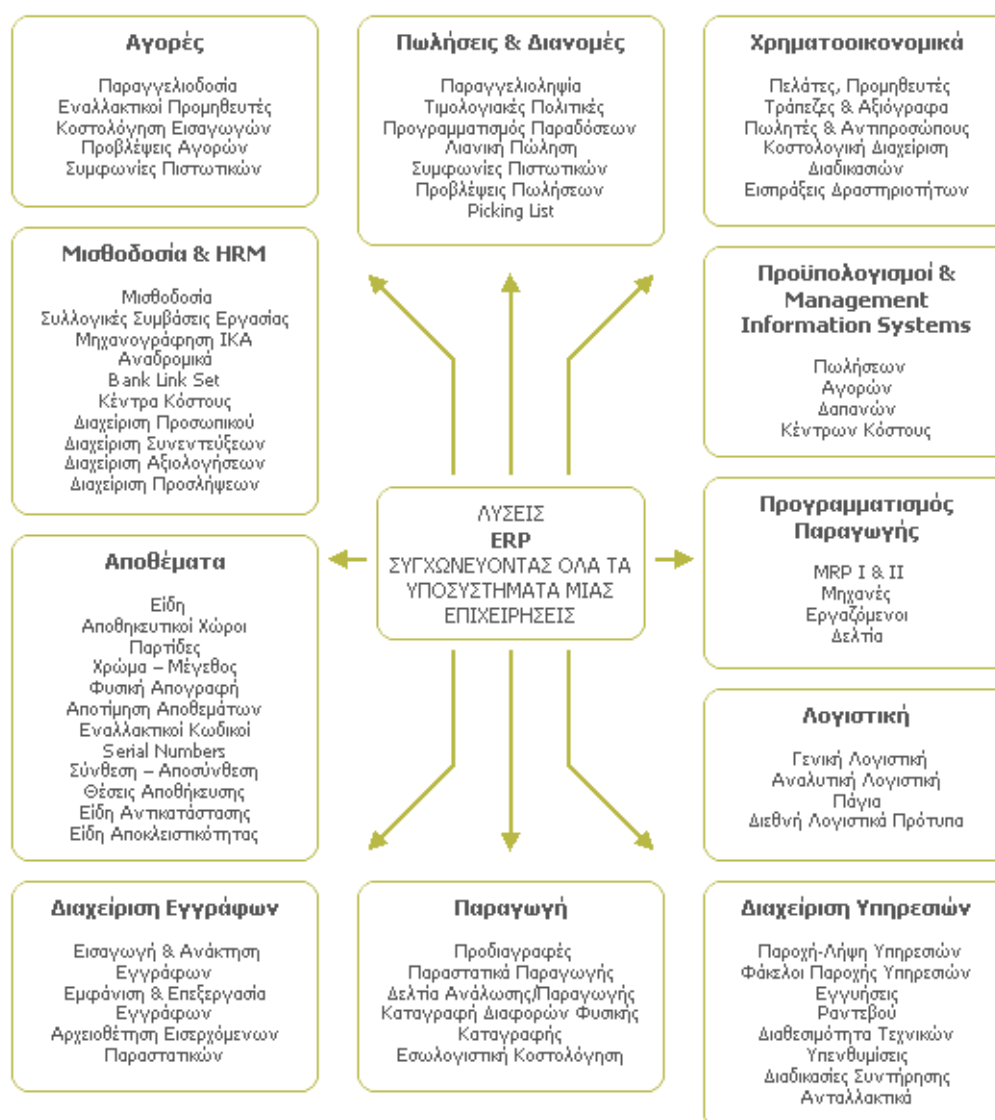 Αγορές
Παραγγελιοδοσία
Εναλλακτικοί Προμηθευτές
Κοστολόγηση Εισαγωγών
Προβλέψεις Αγορών
Συμφωνίες Πιστωτικών
Πωλήσεις & Διανομές
Παραγγελιοληψία
Τιμολογιακές Πολιτικές
Προγραμματισμός Παραδόσεων
Λιανική Πώληση
Συμφωνίες Πιστωτικών
Προβλέψεις Πωλήσεων
Picking List
Χρηματοοικονομικά
Πελάτες, Προμηθευτές
Τράπεζες & Αξιόγραφα
Πωλητές & Αντιπροσώπους
Κοστολογική Διαχείριση
Διαδικασιών
Εισπράξεις Δραστηριοτήτων
Μισθοδοσία & HRM
Μισθοδοσία
Συλλογικές Συμβάσεις Εργασίας
Μηχανογράφηση ΙΚΑ
Αναδρομικά
Bank Link Set
Κέντρα Κόστους
Διαχείριση Προσωπικού
Διαχείριση Συνεντεύξεων
Διαχείριση Αξιολογήσεων
Διαχείριση Προσλήψεων
Προϋπολογισμοί &
Management
Information Systems
Πωλήσεων
Αγορών
Δαπανών
Κέντρων Κόστους
ΛΥΣΕΙΣ
ERP
ΣΥΓΧΩΝΕΥΟΝΤΑΣ ΟΛΑ ΤΑ
ΥΠΟΣΥΣΤΗΜΑΤΑ ΜΙΑΣ
ΕΠΙΧΕΙΡΗΣΕΙΣ
Προγραμματισμός
Παραγωγής
MRP I & II
Μηχανές
Εργαζόμενοι
Δελτία
Αποθέματα
Είδη
Αποθηκευτικοί Χώροι
Παρτίδες
Χρώμα – Μέγεθος
Φυσική Απογραφή
Αποτίμηση Αποθεμάτων
Εναλλακτικοί Κωδικοί
Serial Numbers
Σύνθεση – Αποσύνθεση
Θέσεις Αποθήκευσης
Είδη Αντικατάστασης
Είδη Αποκλειστικότητας
Λογιστική
Γενική Λογιστική
Αναλυτική Λογιστική
Πάγια
Διεθνή Λογιστικά Πρότυπα
Διαχείριση Εγγράφων
Εισαγωγή & Ανάκτηση
Εγγράφων
Εμφάνιση & Επεξεργασία
Εγγράφων
Αρχειοθέτηση Εισερχόμενων
Παραστατικών
Παραγωγή
Προδιαγραφές
Παραστατικά Παραγωγής
Δελτία Ανάλωσης/Παραγωγής
Καταγραφή Διαφορών Φυσικής
Καταγραφής
Εσωλογιστική Κοστολόγηση
Διαχείριση Υπηρεσιών
Παροχή-Λήψη Υπηρεσιών
Φάκελοι Παροχής Υπηρεσιών
Εγγυήσεις
Ραντεβού
Διαθεσιμότητα Τεχνικών
Υπενθυμίσεις
Διαδικασίες Συντήρησης
Ανταλλακτικά